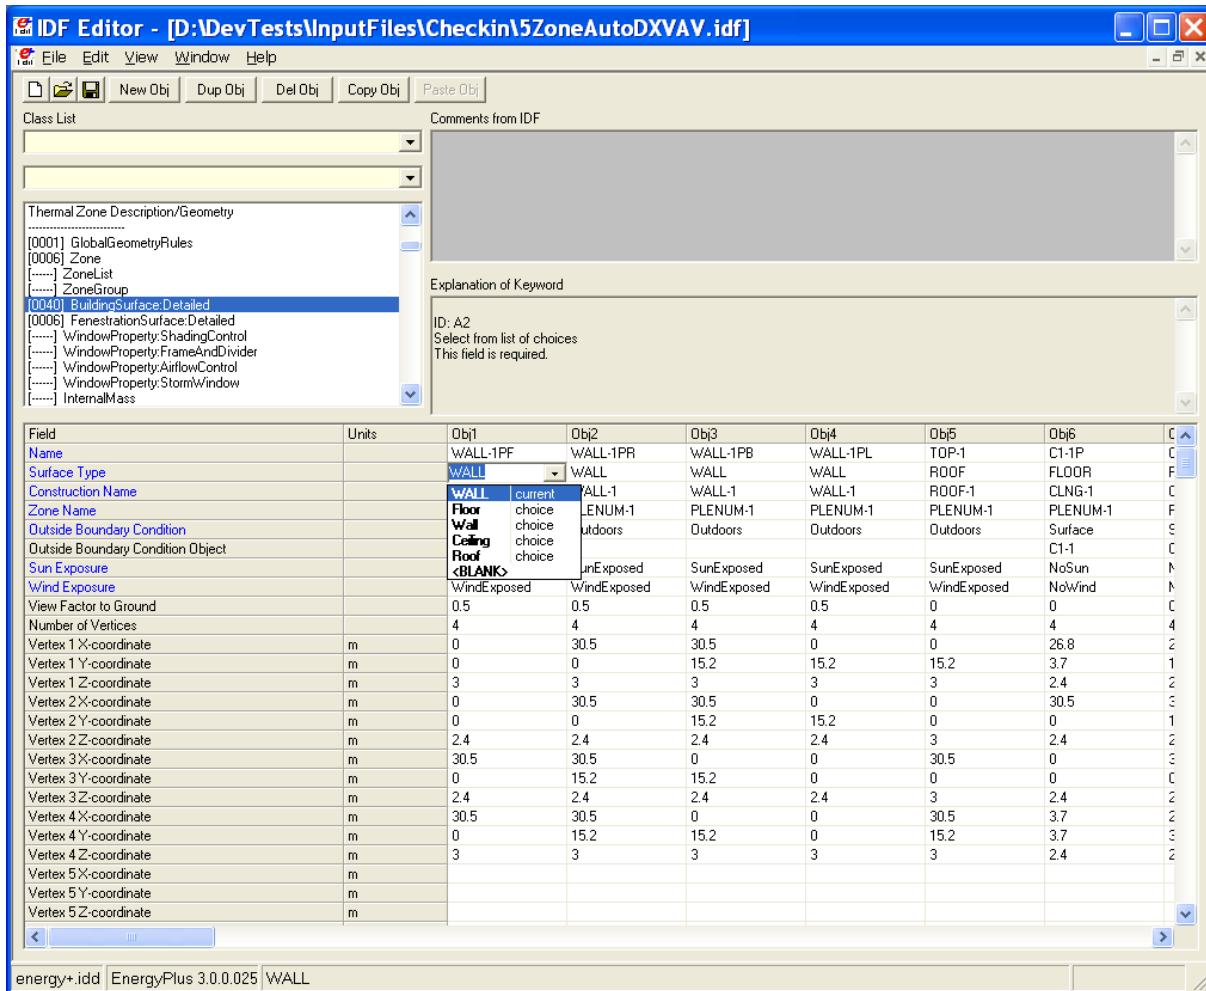 IDF Editor - [D:\DevTests\InputFiles\Checkin\5ZoneAutoDXVAV.idf]
File Edit View Window Help
New Obj Dup Obj Del Obj Copy Obj Paste Obj
Class List Comments from IDF
Thermal Zone Description/Geometry
---------------------------
[0001] GlobalGeometryRules
[0006] Zone
[------] ZoneList
[------] ZoneGroup
[0040] BuildingSurface:Detailed
[0006] FenestrationSurface:Detailed
[------] WindowProperty:ShadingControl
[------] WindowProperty:FrameAndDivider
[------] WindowProperty:AirflowControl
[------] WindowProperty:StormWindow
[------] InternalMass
Explanation of Keyword
ID: A2
Select from list of choices
This field is required.
Field Units Obj1 Obj2 Obj3 Obj4 Obj5 Obj6
Name WALL-1PF WALL-1PR WALL-1PB WALL-1PL TOP-1 C1-1P
Surface Type WALL WALL WALL WALL ROOF FLOOR
Construction Name WALL-1 WALL-1 ROOF-1 CLNG-1
Zone Name PLENUM-1 PLENUM-1 PLENUM-1 PLENUM-1
Outside Boundary Condition Outdoors Outdoors Outdoors Surface
Outside Boundary Condition Object C1-1
Sun Exposure SunExposed SunExposed SunExposed NoSun
Wind Exposure WindExposed WindExposed WindExposed WindExposed WindExposed NoWind
WALL current
Floor choice
Wall choice
Ceiling choice
Roof choice
<BLANK>
View Factor to Ground 0.5 0.5 0.5 0.5 0 0
Number of Vertices 4 4 4 4 4 4
Vertex 1 X-coordinate m 0 30.5 30.5 0 0 26.8
Vertex 1 Y-coordinate m 0 0 15.2 15.2 15.2 3.7
Vertex 1 Z-coordinate m 3 3 3 3 3 2.4
Vertex 2 X-coordinate m 0 30.5 30.5 0 0 30.5
Vertex 2 Y-coordinate m 0 0 15.2 15.2 0 0
Vertex 2 Z-coordinate m 2.4 2.4 2.4 2.4 3 2.4
Vertex 3 X-coordinate m 30.5 30.5 0 0 30.5 0
Vertex 3 Y-coordinate m 0 15.2 15.2 0 0 0
Vertex 3 Z-coordinate m 2.4 2.4 2.4 2.4 3 2.4
Vertex 4 X-coordinate m 30.5 30.5 0 0 30.5 3.7
Vertex 4 Y-coordinate m 0 15.2 15.2 0 15.2 3.7
Vertex 4 Z-coordinate m 3 3 3 3 3 2.4
Vertex 5 X-coordinate m
Vertex 5 Y-coordinate m
Vertex 5 Z-coordinate m
energy+.idd EnergyPlus 3.0.0.025 WALL